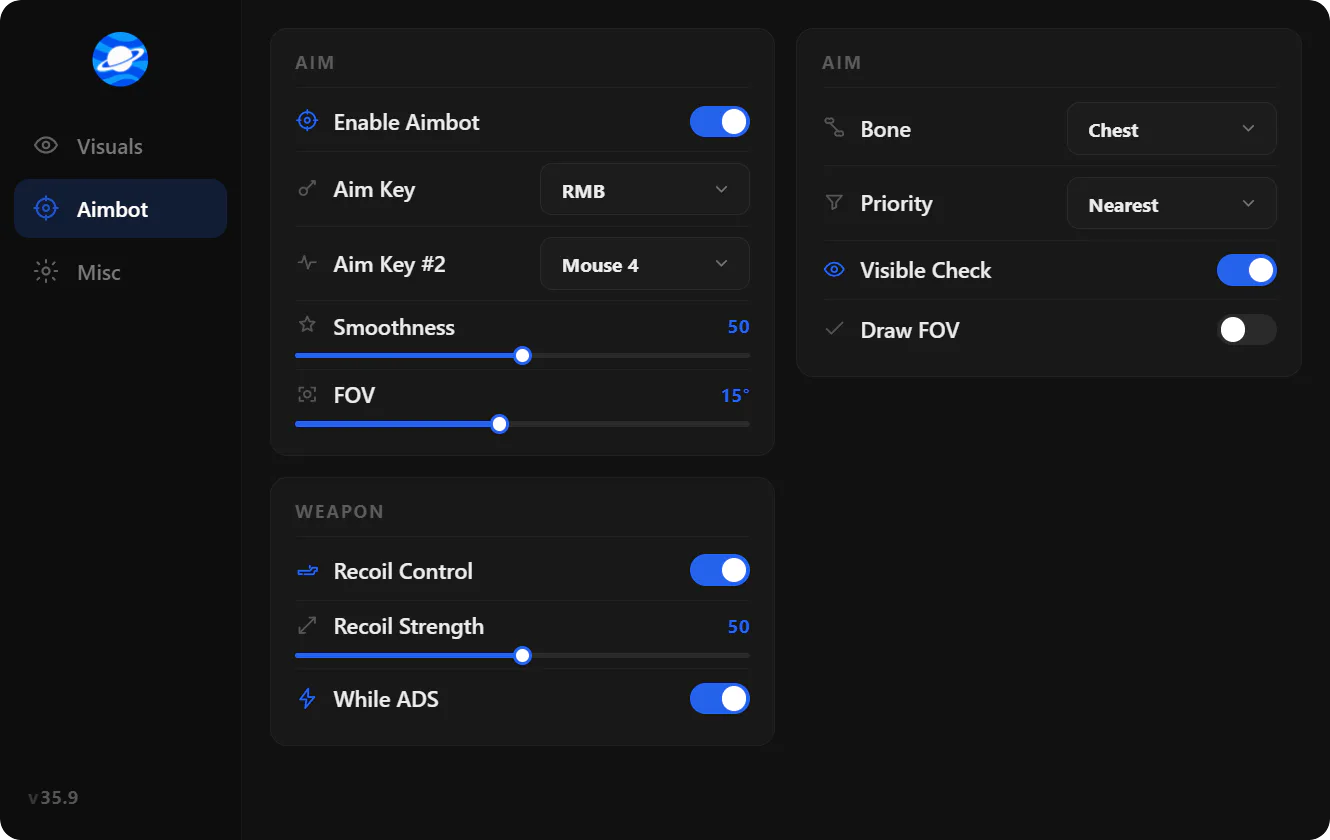 Visuals
Aimbot
Misc
v35.9
AIM
Enable Aimbot
Aim Key RMB
Aim Key #2 Mouse 4
Smoothness 50
FOV 15°
WEAPON
Recoil Control
Recoil Strength 50
While ADS
AIM
Bone Chest
Priority Nearest
Visible Check
Draw FOV